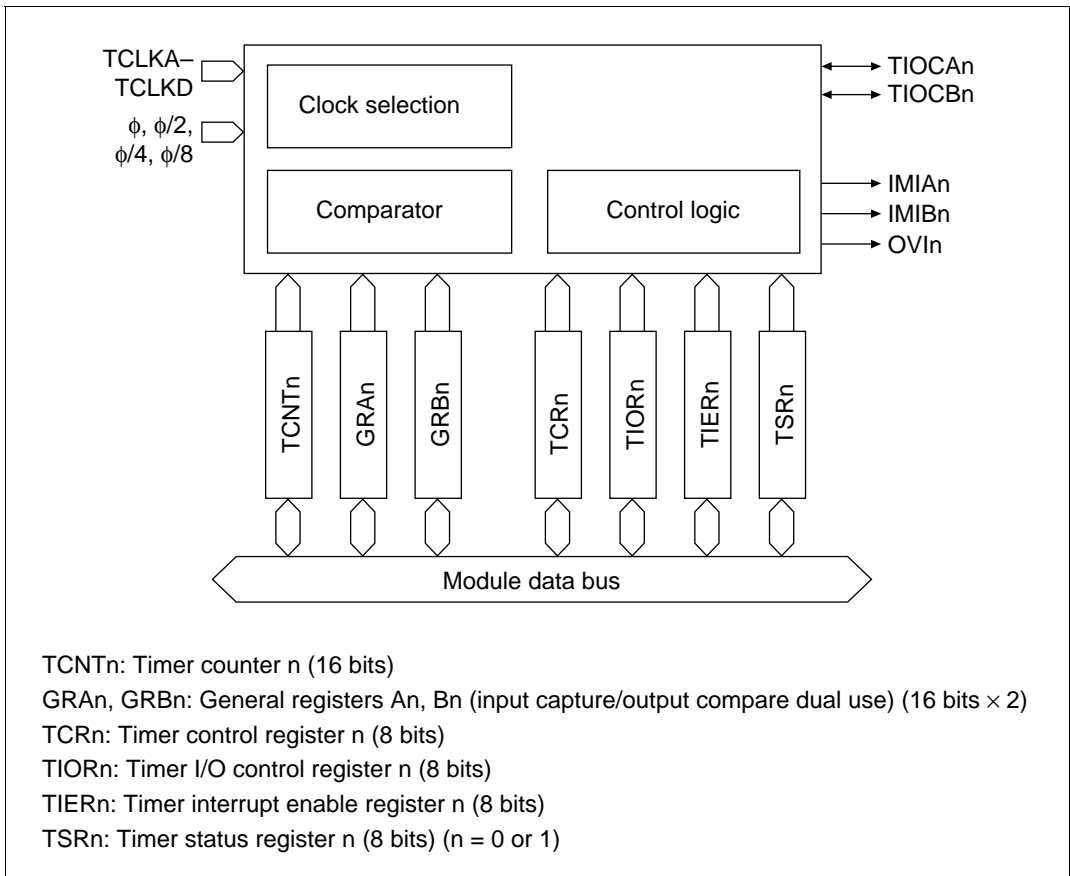 TCLKA–
TCLKD
ϕ, ϕ/2,
ϕ/4, ϕ/8
Clock selection
Comparator
Control logic
TIOCAn
TIOCBn
IMIAn
IMIBn
OVIn
TCNTn
GRAn
GRBn
TCRn
TIORn
TIERn
TSRn
Module data bus
TCNTn: Timer counter n (16 bits)
GRAn, GRBn: General registers An, Bn (input capture/output compare dual use) (16 bits × 2)
TCRn: Timer control register n (8 bits)
TIORn: Timer I/O control register n (8 bits)
TIERn: Timer interrupt enable register n (8 bits)
TSRn: Timer status register n (8 bits) (n = 0 or 1)